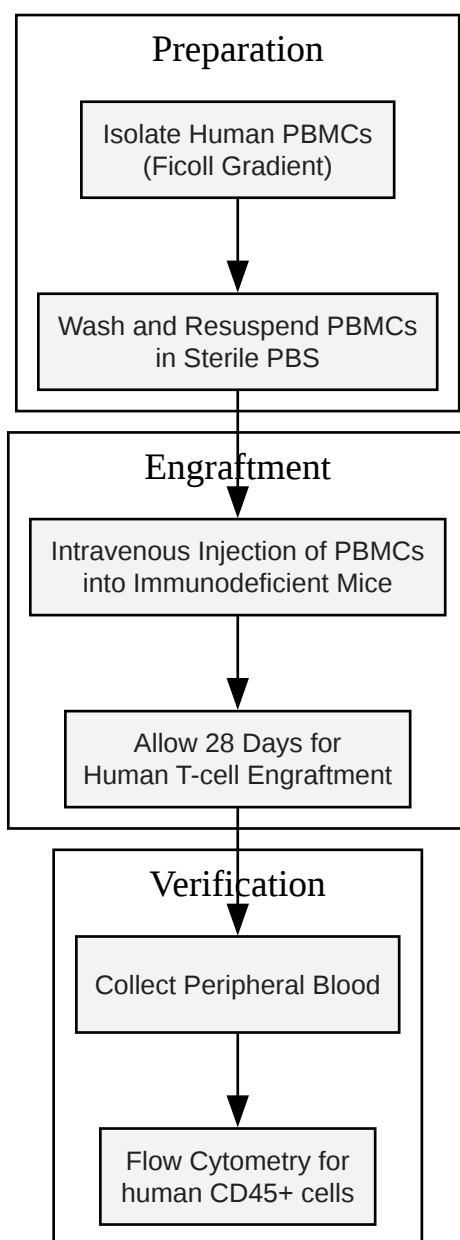 Preparation
Isolate Human PBMCs
(Ficoll Gradient)
Wash and Resuspend PBMCs
in Sterile PBS
Engraftment
Intravenous Injection of PBMCs
into Immunodeficient Mice
Allow 28 Days for
Human T-cell Engraftment
Verification
Collect Peripheral Blood
Flow Cytometry for
human CD45+ cells